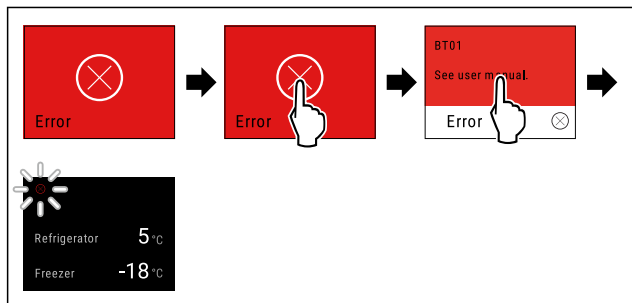 Error
Error
BT01
See user manual.
Error
Refrigerator 5 °C
Freezer -18 °C